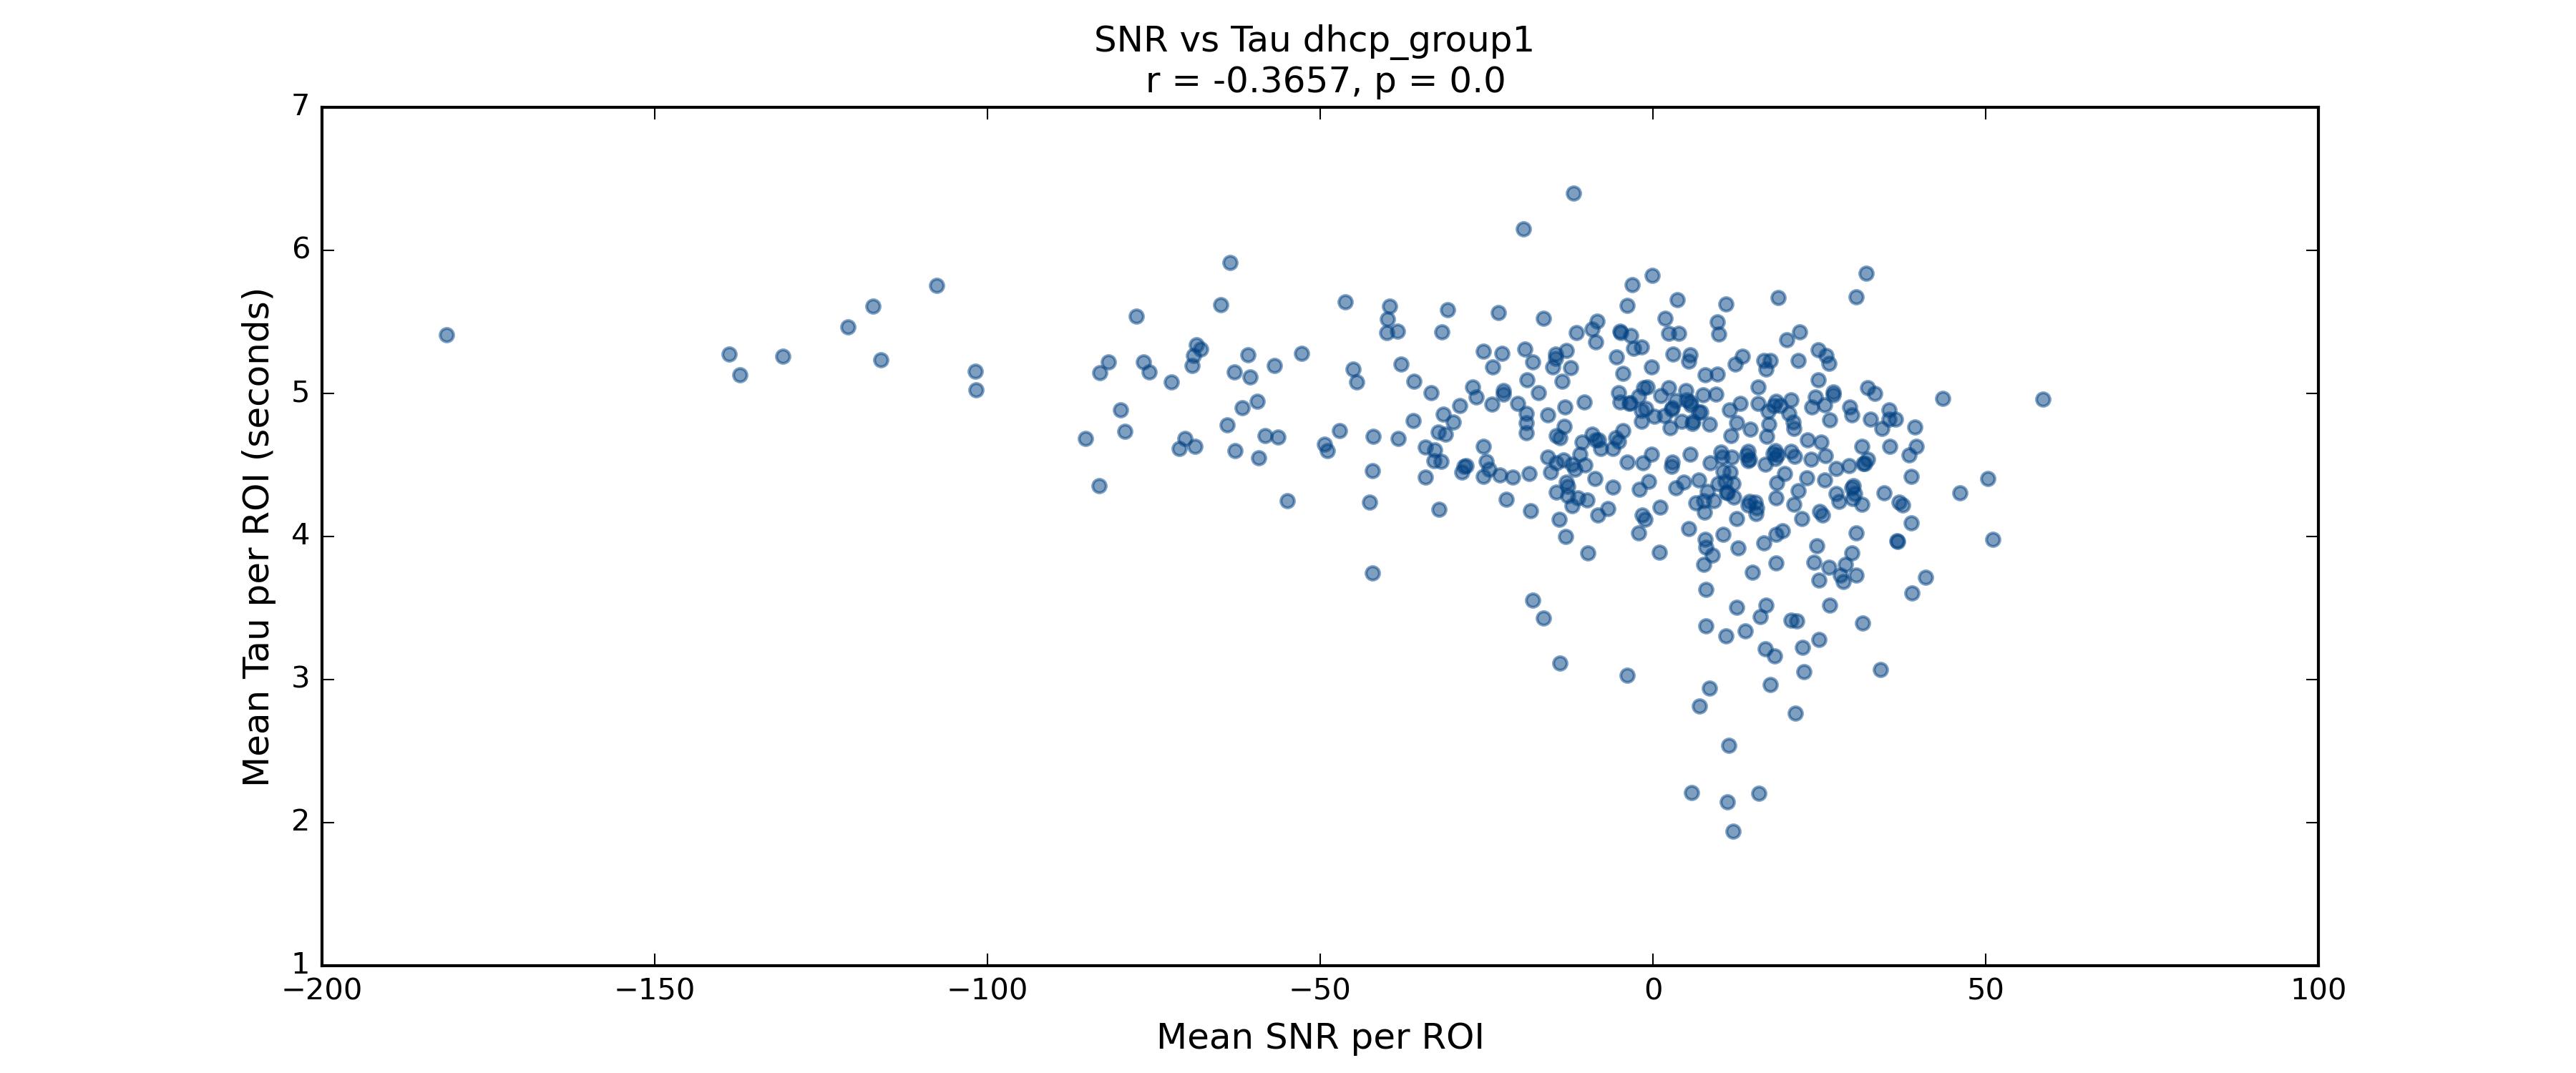 SNR vs Tau dhcp_group1
r = -0.3657, p = 0.0
Mean Tau per ROI (seconds)
7
6
5
4
3
2
1
−200 −150 −100 −50 0 50 100
Mean SNR per ROI